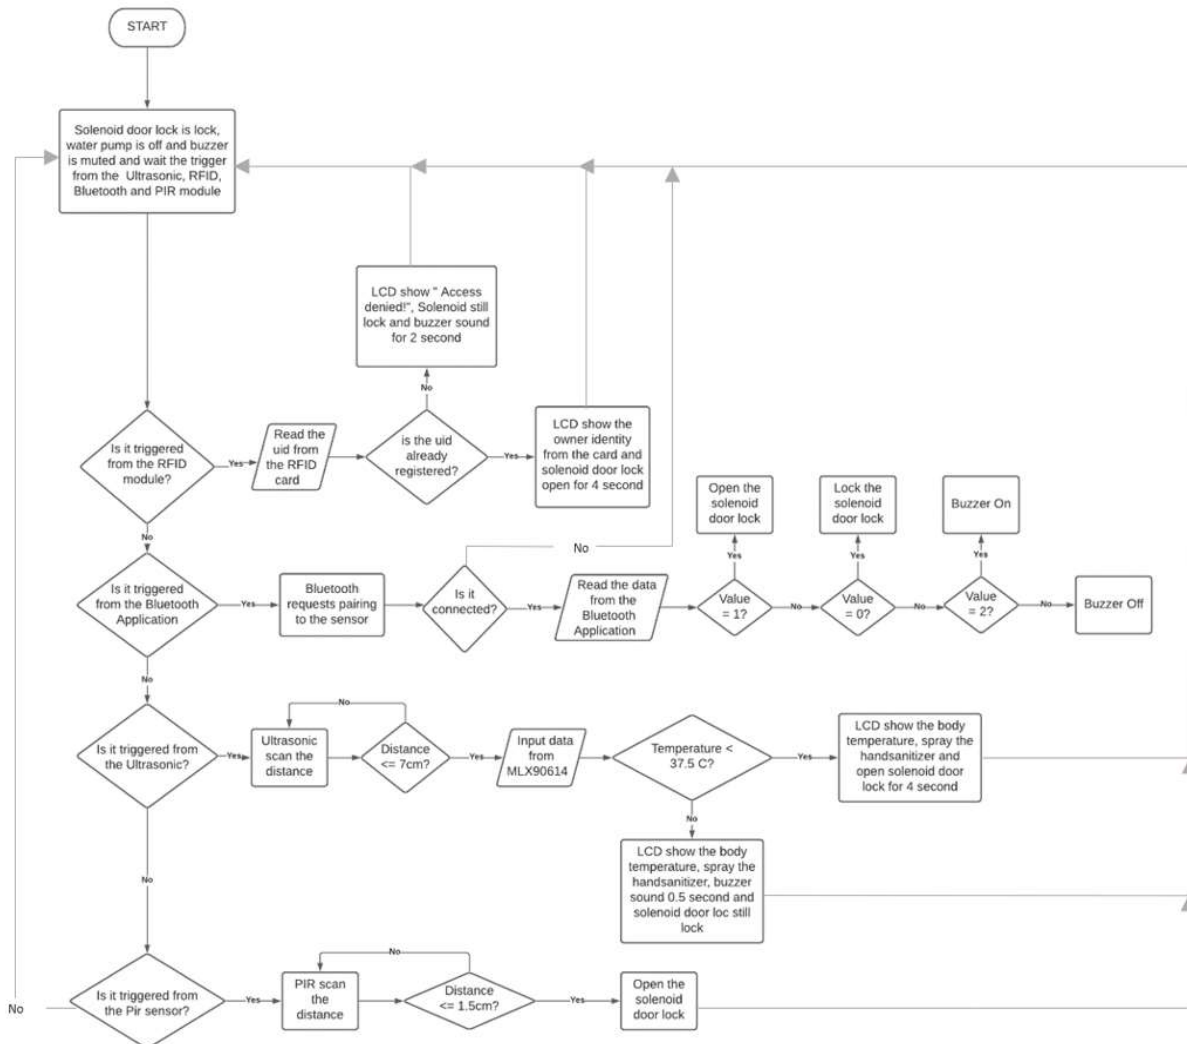 START
Solenoid door lock is lock,
water pump is off and buzzer
is muted and wait the trigger
from the Ultrasonic, RFID,
Bluetooth and PIR module
LCD show " Access
denied!", Solenoid still
lock and buzzer sound
for 2 second
No
Is it triggered
from the RFID
module?
Yes
Read the
uid from
the RFID
card
is the uid
already
registered?
Yes
LCD show the
owner identity
from the card and
solenoid door lock
open for 4 second
No
Is it triggered
from the Bluetooth
Application
Yes
Bluetooth
requests pairing
to the sensor
Is it
connected?
No
Yes
Read the data
from the
Bluetooth
Application
Value
= 1?
Yes
Open the
solenoid
door lock
No
Value
= 0?
Yes
Lock the
solenoid
door lock
No
Value
= 2?
Yes
Buzzer On
No
Buzzer Off
No
Is it triggered from
the Ultrasonic?
Yes
Ultrasonic
scan the
distance
No
Distance
<= 7cm?
Yes
Input data
from
MLX90614
Temperature <
37.5 C?
Yes
LCD show the body
temperature, spray the
handsanitizer and
open solenoid door
lock for 4 second
No
LCD show the body
temperature, spray the
handsanitizer, buzzer
sound 0.5 second and
solenoid door loc still
lock
No
Is it triggered from
the Pir sensor?
No
Yes
PIR scan
the
distance
No
Distance
<= 1.5cm?
Yes
Open the
solenoid
door lock